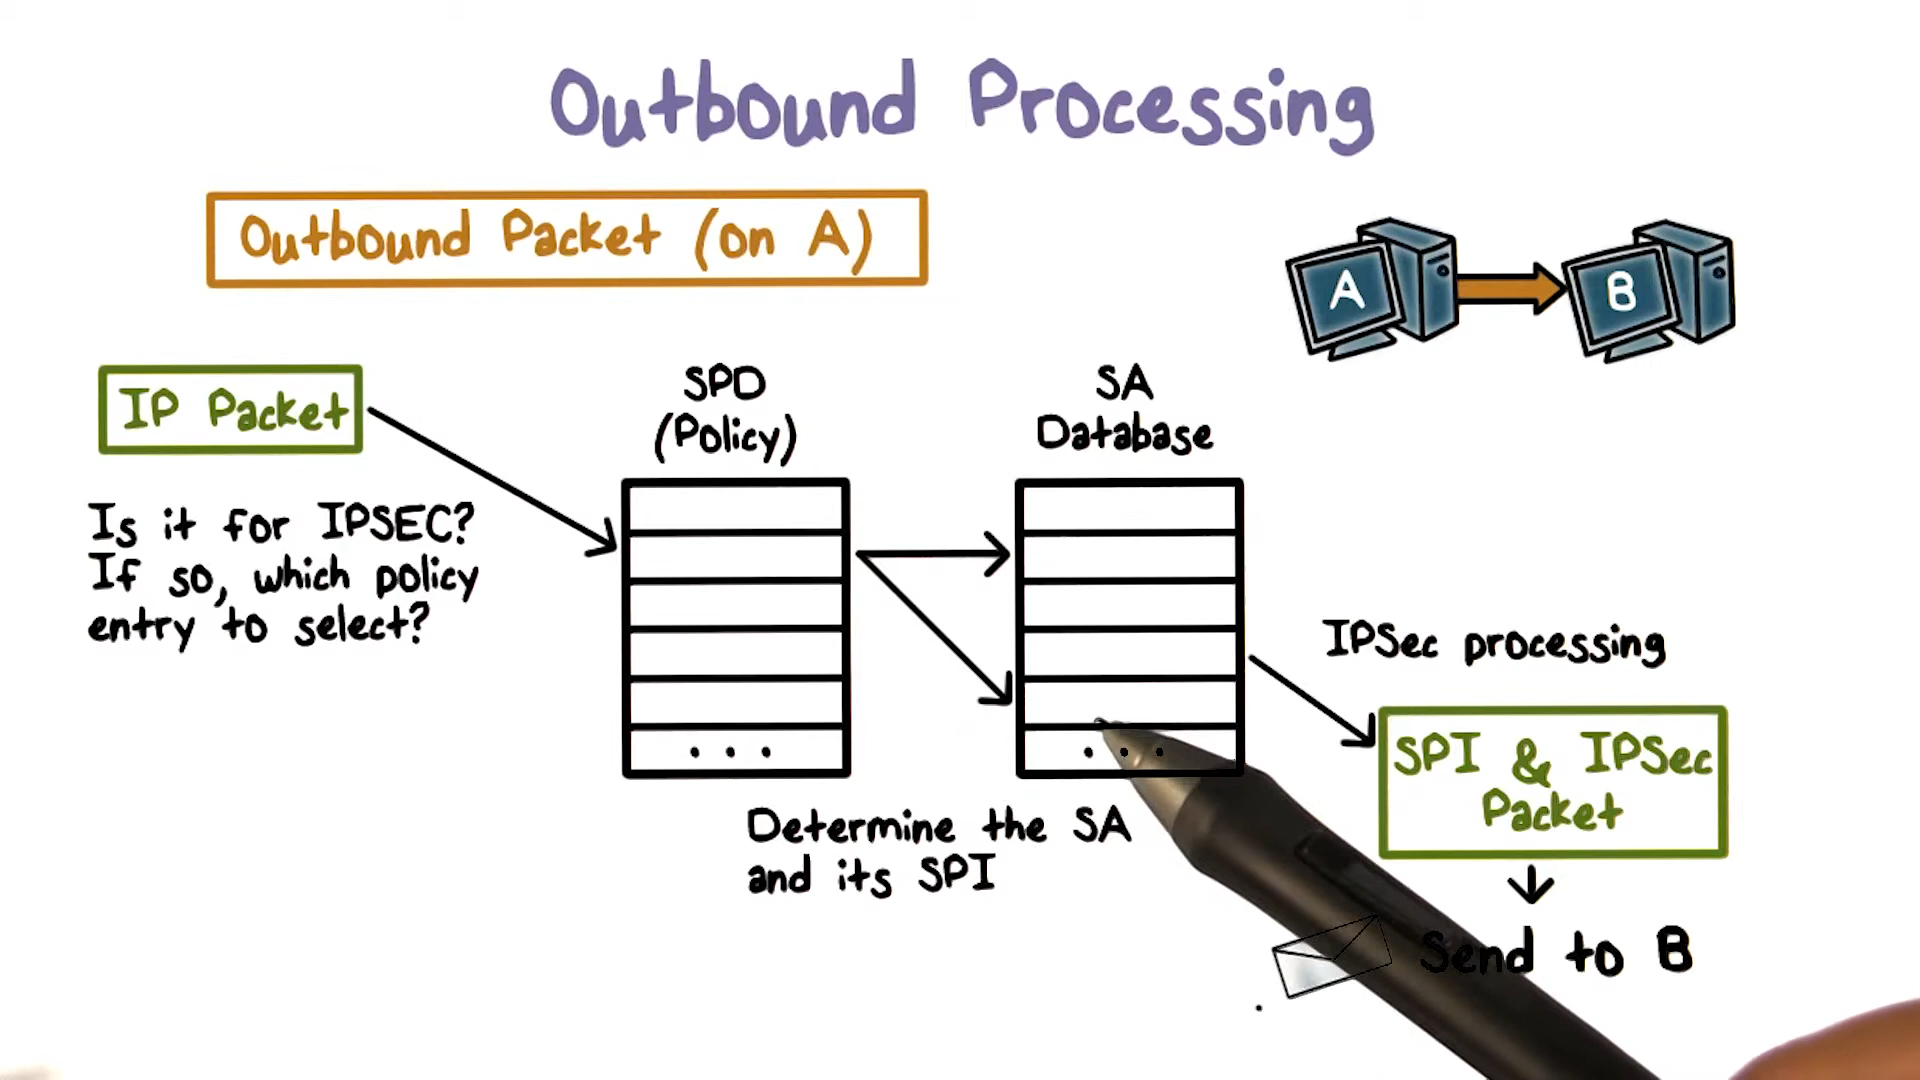 Outbound Processing
Outbound Packet (on A)
A
B
IP Packet
SPD
(Policy)
SA
Database
Is it for IPSEC?
If so, which policy
entry to select?
IPSec processing
. . .
. . .
SPI & IPSec
Packet
Determine the SA
and its SPI
Send to B